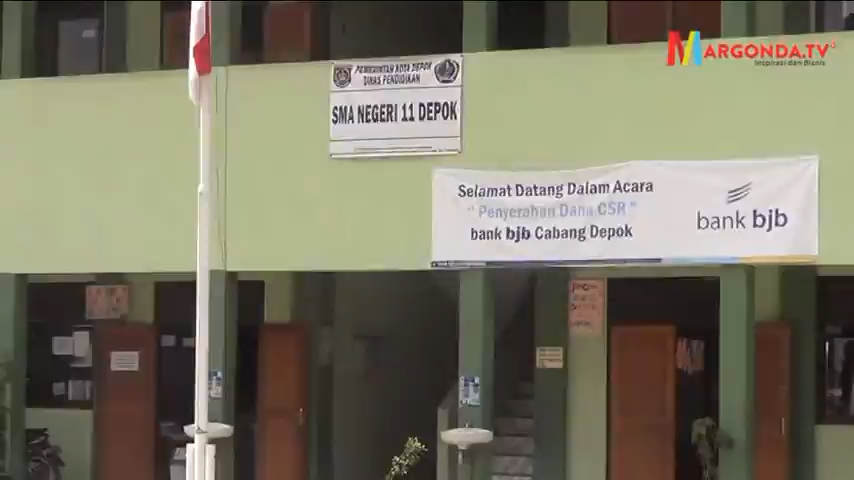 MARGONDA.TV
Inspirasi dan Bisnis
PEMERINTAH KOTA DEPOK
DINAS PENDIDIKAN
SMA NEGERI 11 DEPOK
Selamat Datang Dalam Acara
" Penyerahan Dana CSR "
bank bjb Cabang Depok
bank bjb